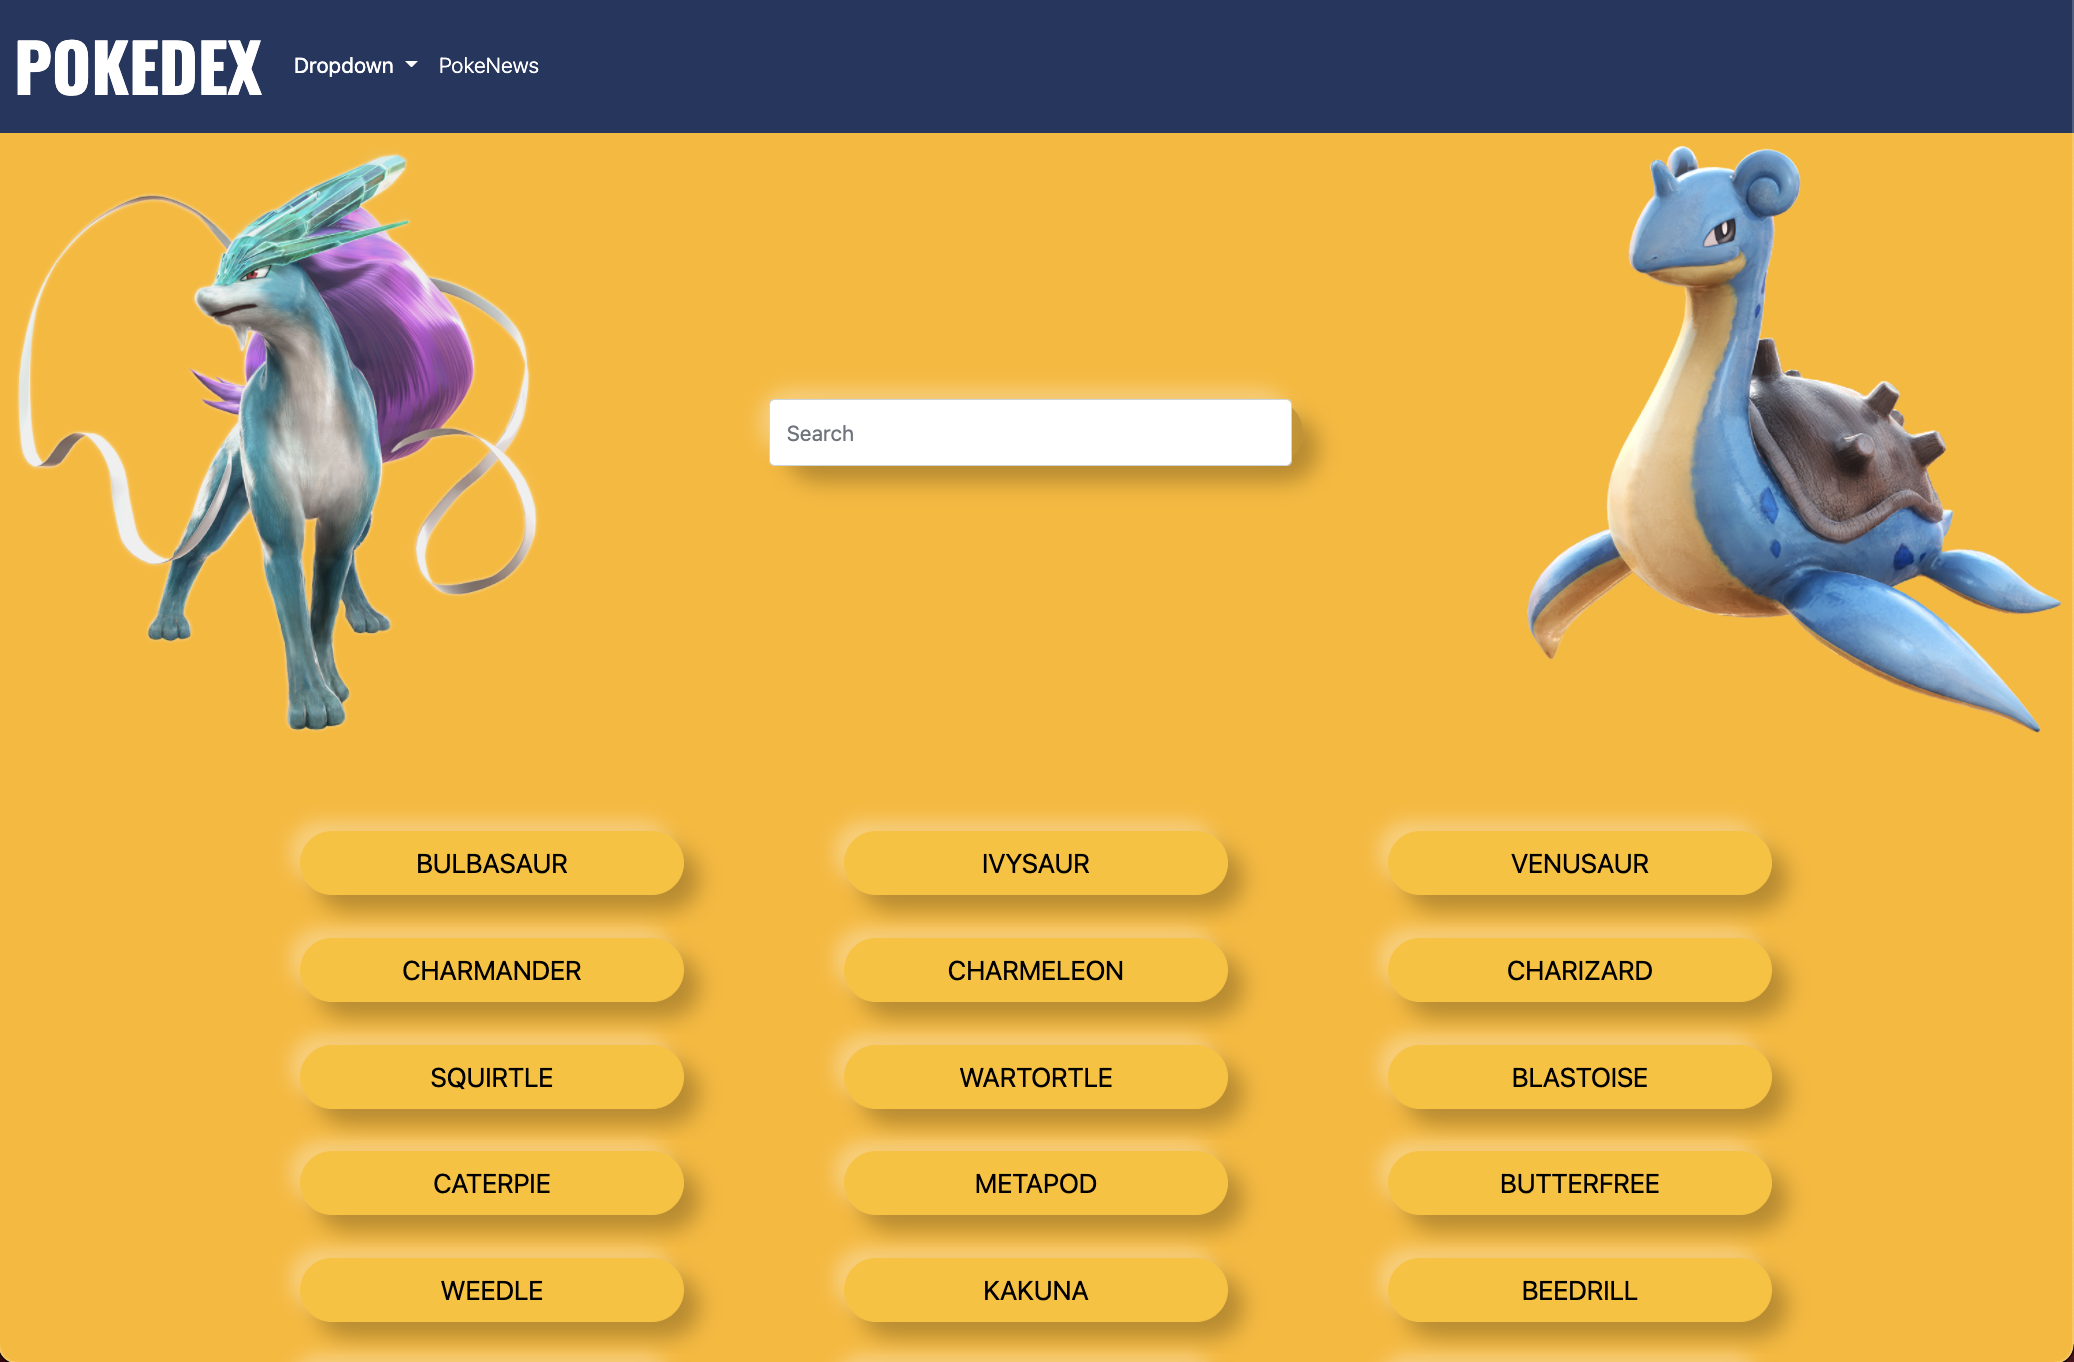 POKEDEX Dropdown PokeNews
Search
BULBASAUR IVYSAUR VENUSAUR
CHARMANDER CHARMELEON CHARIZARD
SQUIRTLE WARTORTLE BLASTOISE
CATERPIE METAPOD BUTTERFREE
WEEDLE KAKUNA BEEDRILL